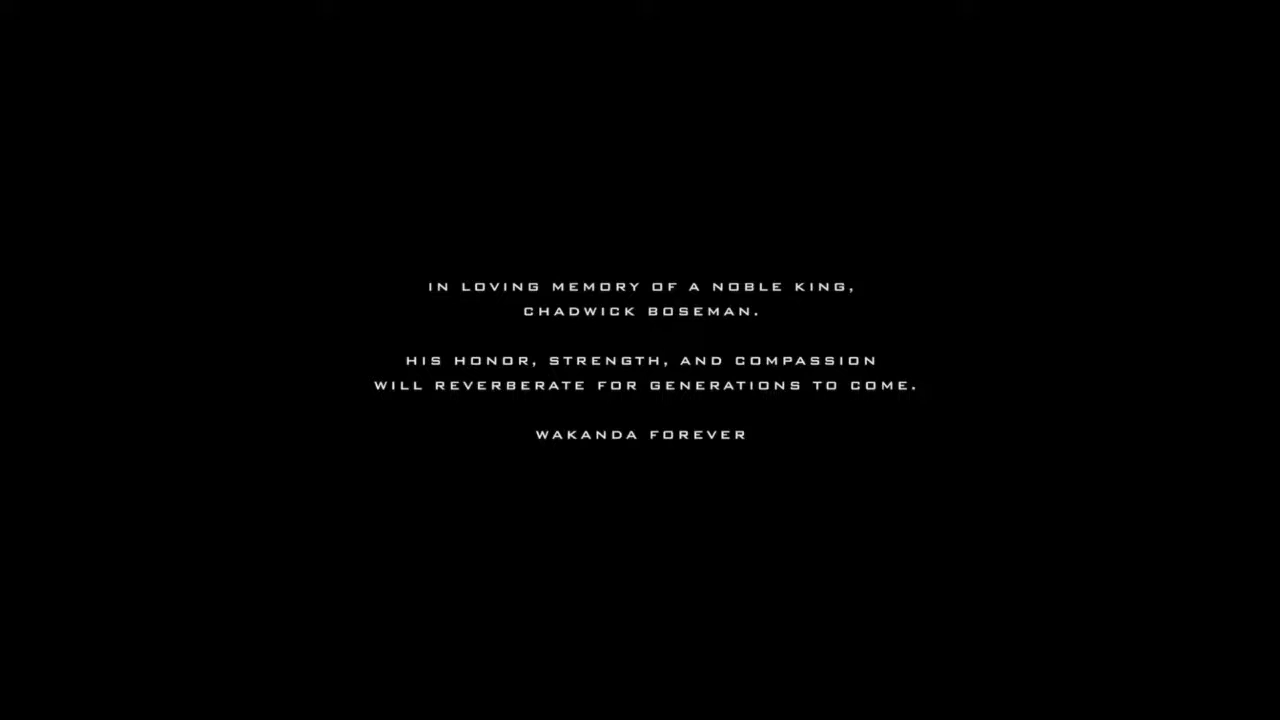 IN LOVING MEMORY OF A NOBLE KING,
CHADWICK BOSEMAN.
HIS HONOR, STRENGTH, AND COMPASSION
WILL REVERBERATE FOR GENERATIONS TO COME.
WAKANDA FOREVER